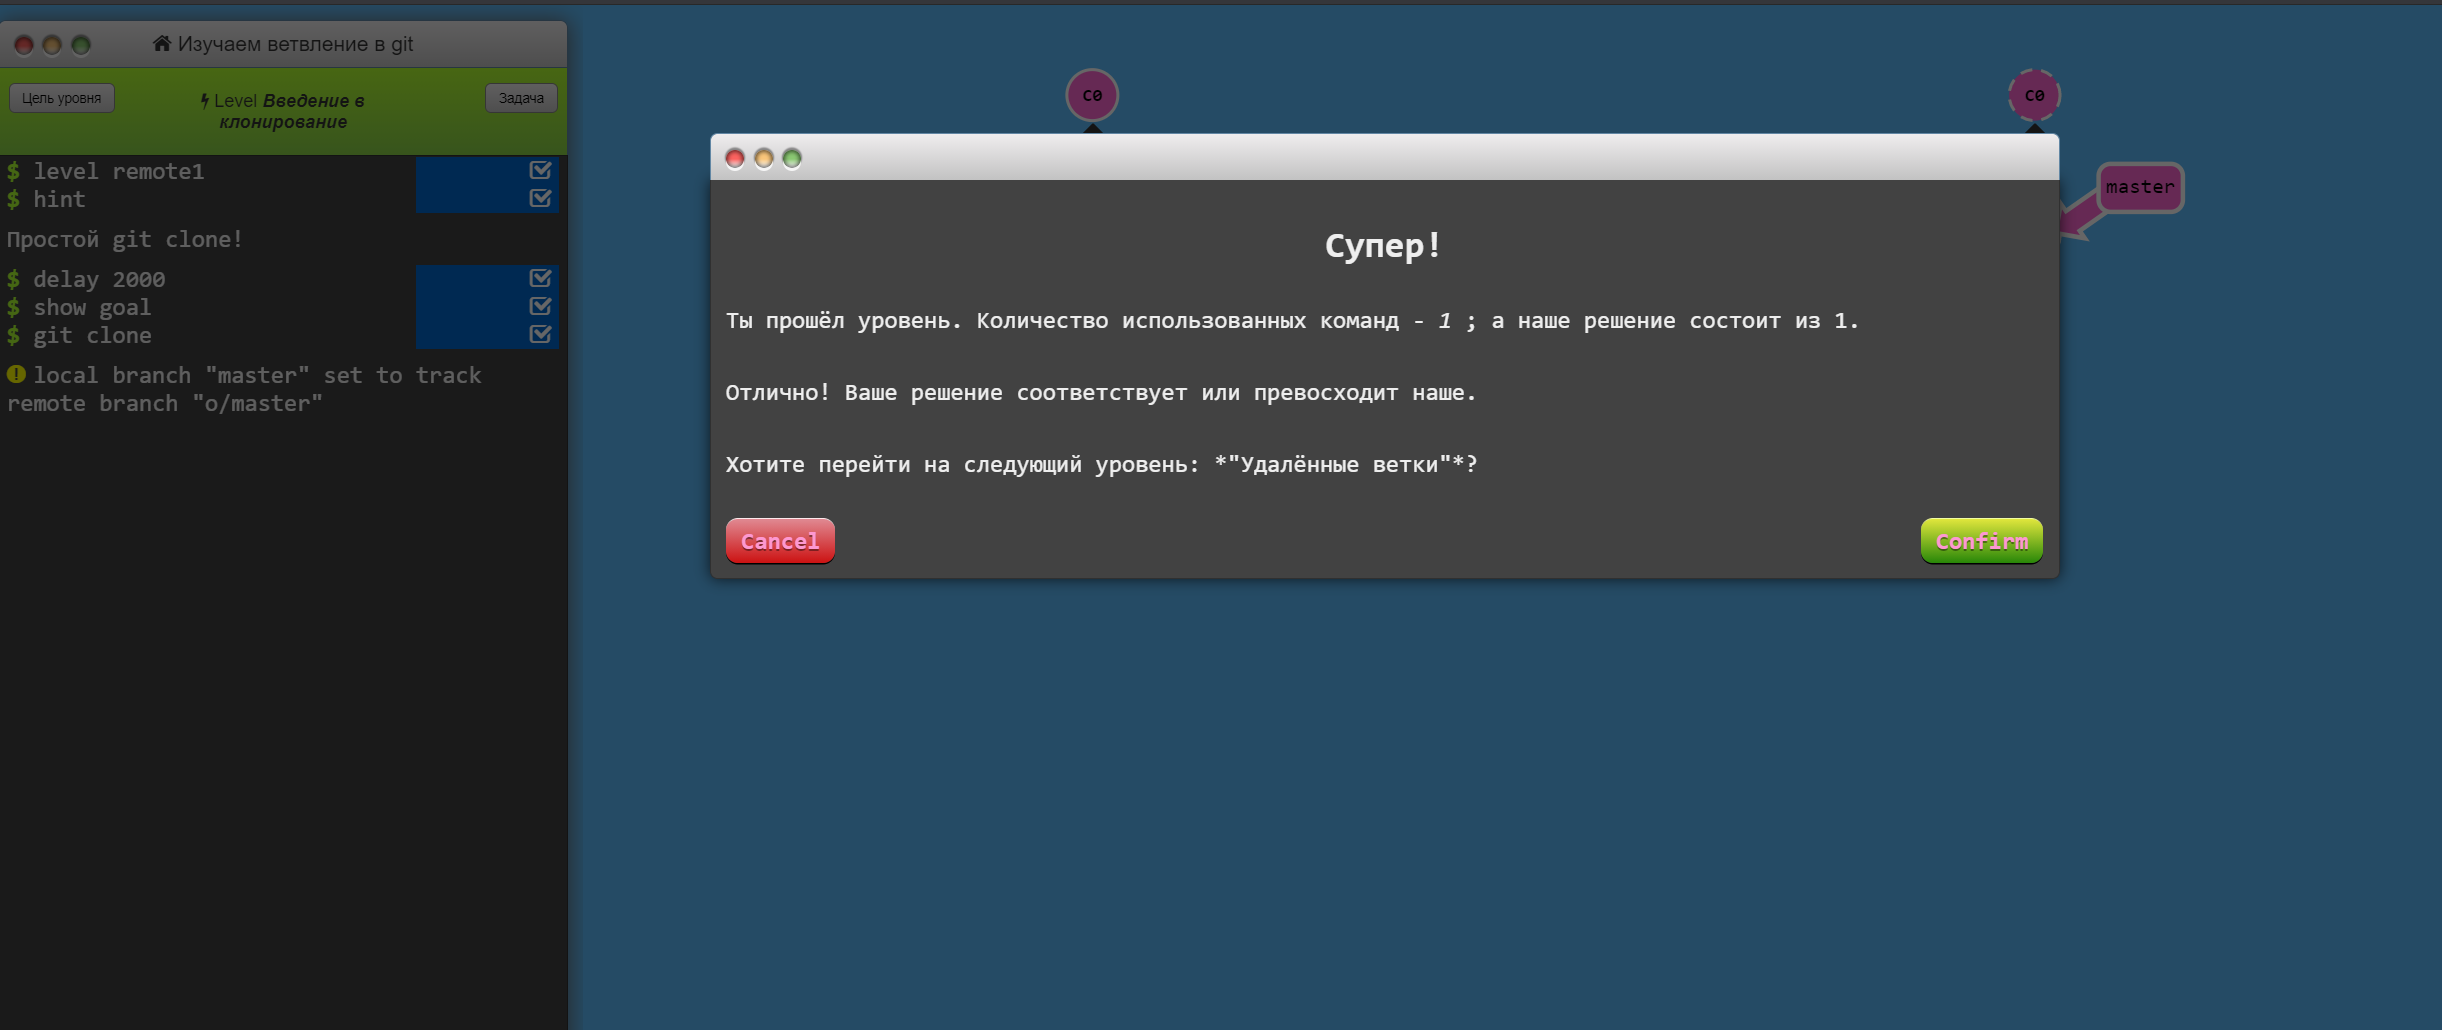 Изучаем ветвление в git
Цель уровня
Level Введение в
клонирование
Задача
$ level remote1
$ hint
Простой git clone!
$ delay 2000
$ show goal
$ git clone
local branch "master" set to track
remote branch "o/master"
C0
C0
master
Супер!
Ты прошёл уровень. Количество использованных команд - 1 ; а наше решение состоит из 1.
Отлично! Ваше решение соответствует или превосходит наше.
Хотите перейти на следующий уровень: *"Удалённые ветки"*?
Cancel
Confirm